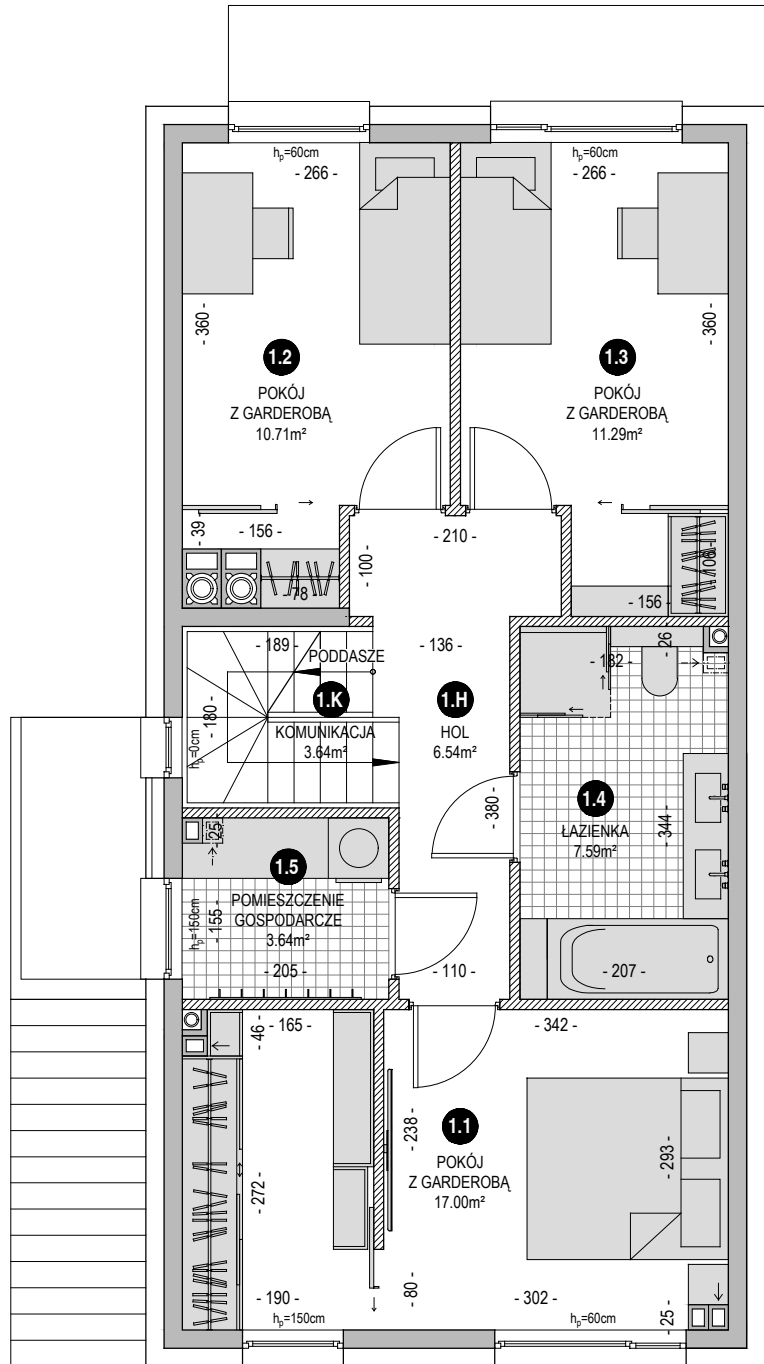 hp=60cm
- 266 -
hp=60cm
- 266 -
- 360 -
- 360 -
1.2
POKÓJ
Z GARDEROBĄ
10.71m²
1.3
POKÓJ
Z GARDEROBĄ
11.29m²
- 39 -
- 156 -
- 78 -
- 100 -
- 210 -
- 156 -
- 106 -
- 189 -
PODDASZE
- 136 -
- 26 -
- 182 -
1.K
KOMUNIKACJA
3.64m²
- 180 -
hp=0cm
1.H
HOL
6.54m²
- 380 -
1.4
ŁAZIENKA
7.59m²
- 344 -
- 25 -
1.5
POMIESZCZENIE
GOSPODARCZE
3.64m²
hp=150cm
- 155 -
- 205 -
- 110 -
- 207 -
- 46 -
- 165 -
- 342 -
1.1
POKÓJ
Z GARDEROBĄ
17.00m²
- 238 -
- 293 -
- 272 -
- 190 -
hp=150cm
- 80 -
- 302 -
hp=60cm
- 25 -